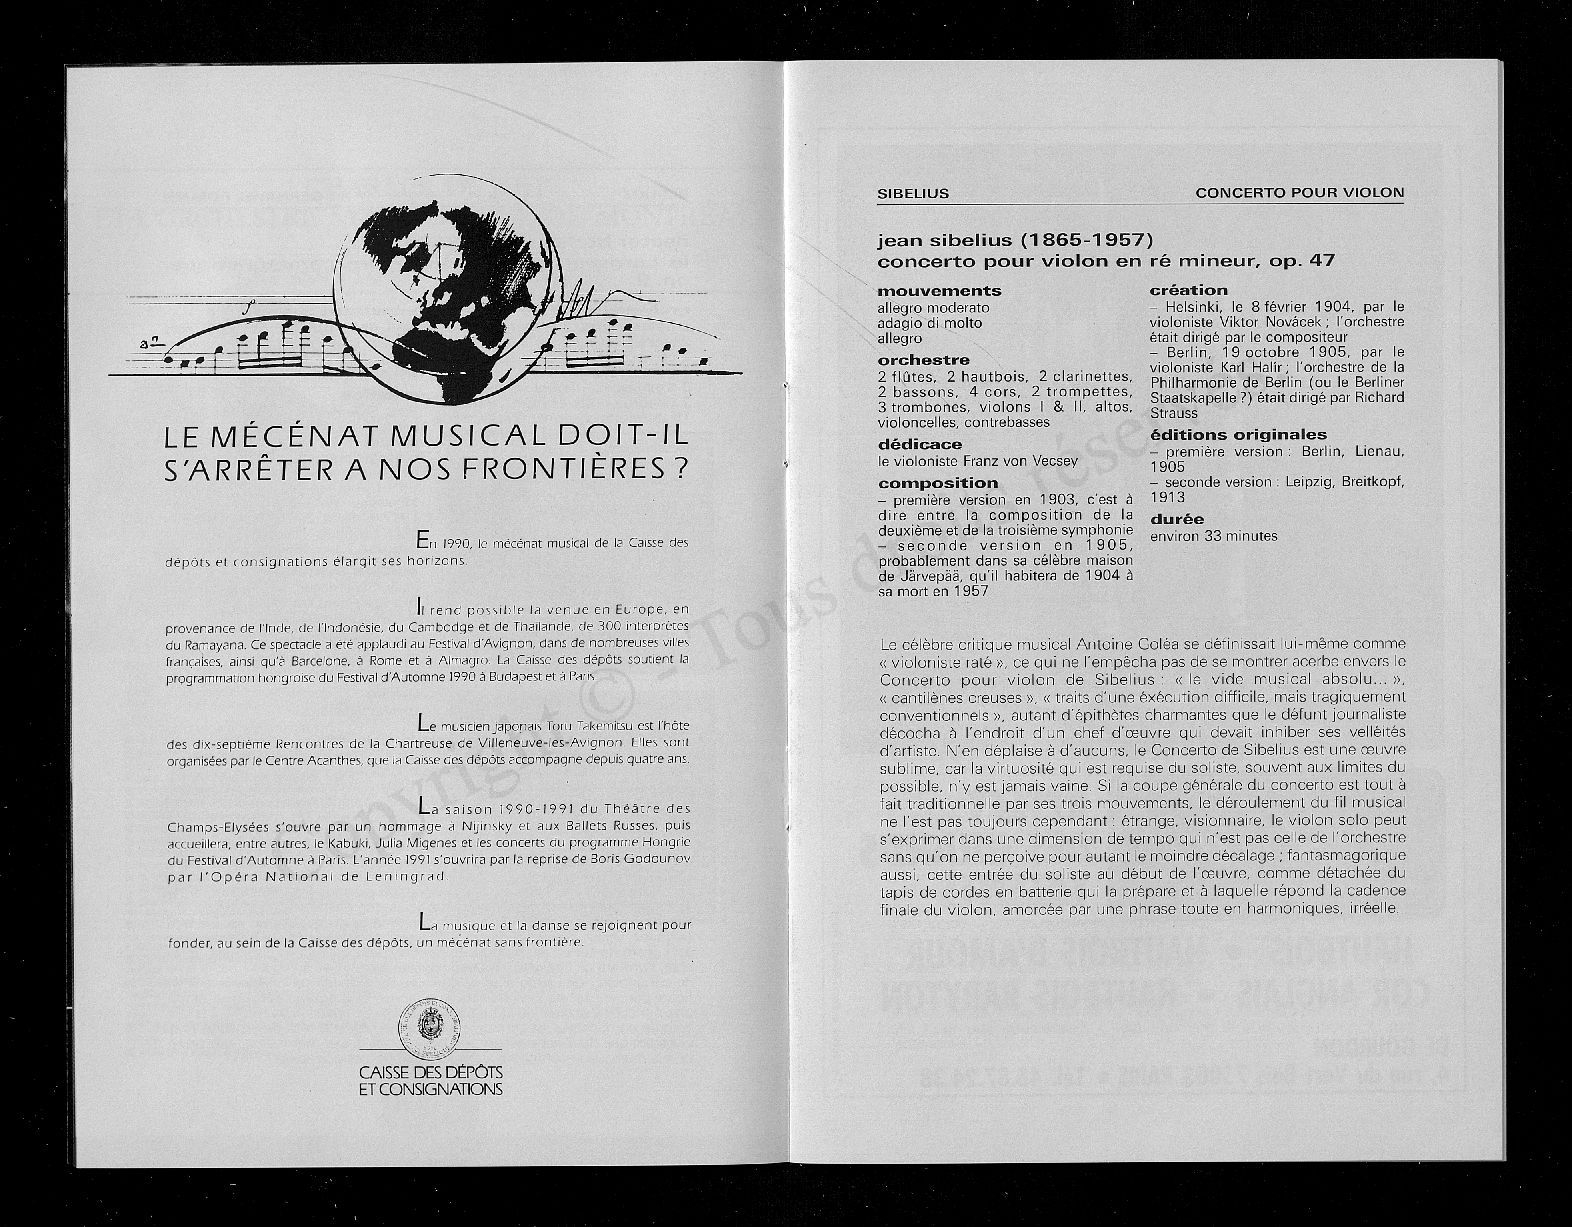 LE MÉCÉNAT MUSICAL DOIT-IL
S'ARRÊTER A NOS FRONTIÈRES ?
En 1990, le mécénat musical de la Caisse des
dépôts et consignations élargit ses horizons.
Il rend possible la venue en Europe, en
provenance de l'Inde, de l'Indonésie, du Cambodge et de Thaïlande, de 300 interprètes
du Ramayana. Ce spectacle a été applaudi au Festival d'Avignon, dans de nombreuses villes
françaises, ainsi qu'à Barcelone, à Rome et à Almagro. La Caisse des dépôts soutient la
programmation hongroise du Festival d'Automne 1990 à Budapest et à Paris.
Le musicien japonais Toru Takemitsu est l'hôte
des dix-septième Rencontres de la Chartreuse de Villeneuve-les-Avignon. Elles sont
organisées par le Centre Acanthes, que la Caisse des dépôts accompagne depuis quatre ans.
La saison 1990-1991 du Théâtre des
Champs-Elysées s'ouvre par un hommage à Nijinsky et aux Ballets Russes, puis
accueillera, entre autres, le Kabuki, Julia Migenes et les concerts du programme Hongrie
du Festival d'Automne à Paris. L'année 1991 s'ouvrira par la reprise de Boris Godounov
par l'Opéra National de Leningrad.
La musique et la danse se rejoignent pour
fonder, au sein de la Caisse des dépôts, un mécénat sans frontière.
CAISSE DES DÉPÔTS
ET CONSIGNATIONS
SIBELIUS CONCERTO POUR VIOLON
jean sibelius (1865-1957)
concerto pour violon en ré mineur, op. 47
mouvements
allegro moderato
adagio di molto
allegro
orchestre
2 flûtes, 2 hautbois, 2 clarinettes,
2 bassons, 4 cors, 2 trompettes,
3 trombones, violons I & II, altos,
violoncelles, contrebasses
dédicace
le violoniste Franz von Vecsey
composition
– première version en 1903, c'est à
dire entre la composition de la
deuxième et de la troisième symphonie
– seconde version en 1905,
probablement dans sa célèbre maison
de Järvepää, qu'il habitera de 1904 à
sa mort en 1957
création
– Helsinki, le 8 février 1904, par le
violoniste Viktor Novácek ; l'orchestre
était dirigé par le compositeur
– Berlin, 19 octobre 1905, par le
violoniste Karl Halir ; l'orchestre de la
Philharmonie de Berlin (ou le Berliner
Staatskapelle ?) était dirigé par Richard
Strauss
éditions originales
– première version : Berlin, Lienau,
1905
– seconde version : Leipzig, Breitkopf,
1913
durée
environ 33 minutes
Le célèbre critique musical Antoine Coléa se définissait lui-même comme
« violoniste raté », ce qui ne l'empêcha pas de se montrer acerbe envers le
Concerto pour violon de Sibelius : « le vide musical absolu... »,
« cantilènes creuses », « traits d'une éxécution difficile, mais tragiquement
conventionnels », autant d'épithètes charmantes que le défunt journaliste
décocha à l'endroit d'un chef d'œuvre qui devait inhiber ses velléités
d'artiste. N'en déplaise à d'aucuns, le Concerto de Sibelius est une œuvre
sublime, car la virtuosité qui est requise du soliste, souvent aux limites du
possible, n'y est jamais vaine. Si la coupe générale du concerto est tout à
fait traditionnelle par ses trois mouvements, le déroulement du fil musical
ne l'est pas toujours cependant : étrange, visionnaire, le violon solo peut
s'exprimer dans une dimension de tempo qui n'est pas celle de l'orchestre
sans qu'on ne perçoive pour autant le moindre décalage ; fantasmagorique
aussi, cette entrée du soliste au début de l'œuvre, comme détachée du
tapis de cordes en batterie qui la prépare et à laquelle répond la cadence
finale du violon, amorcée par une phrase toute en harmoniques, irréelle.
Copyright © Tous droits réservés